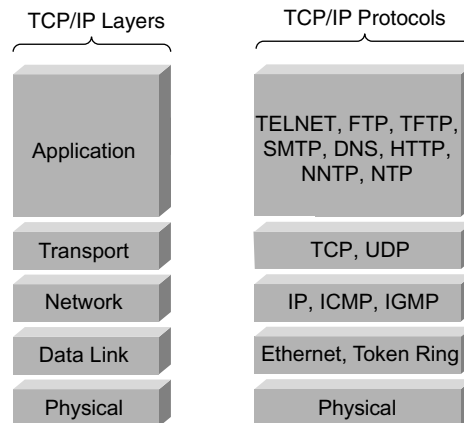 TCP/IP Layers
TCP/IP Protocols
Application
TELNET, FTP, TFTP,
SMTP, DNS, HTTP,
NNTP, NTP
Transport
TCP, UDP
Network
IP, ICMP, IGMP
Data Link
Ethernet, Token Ring
Physical
Physical